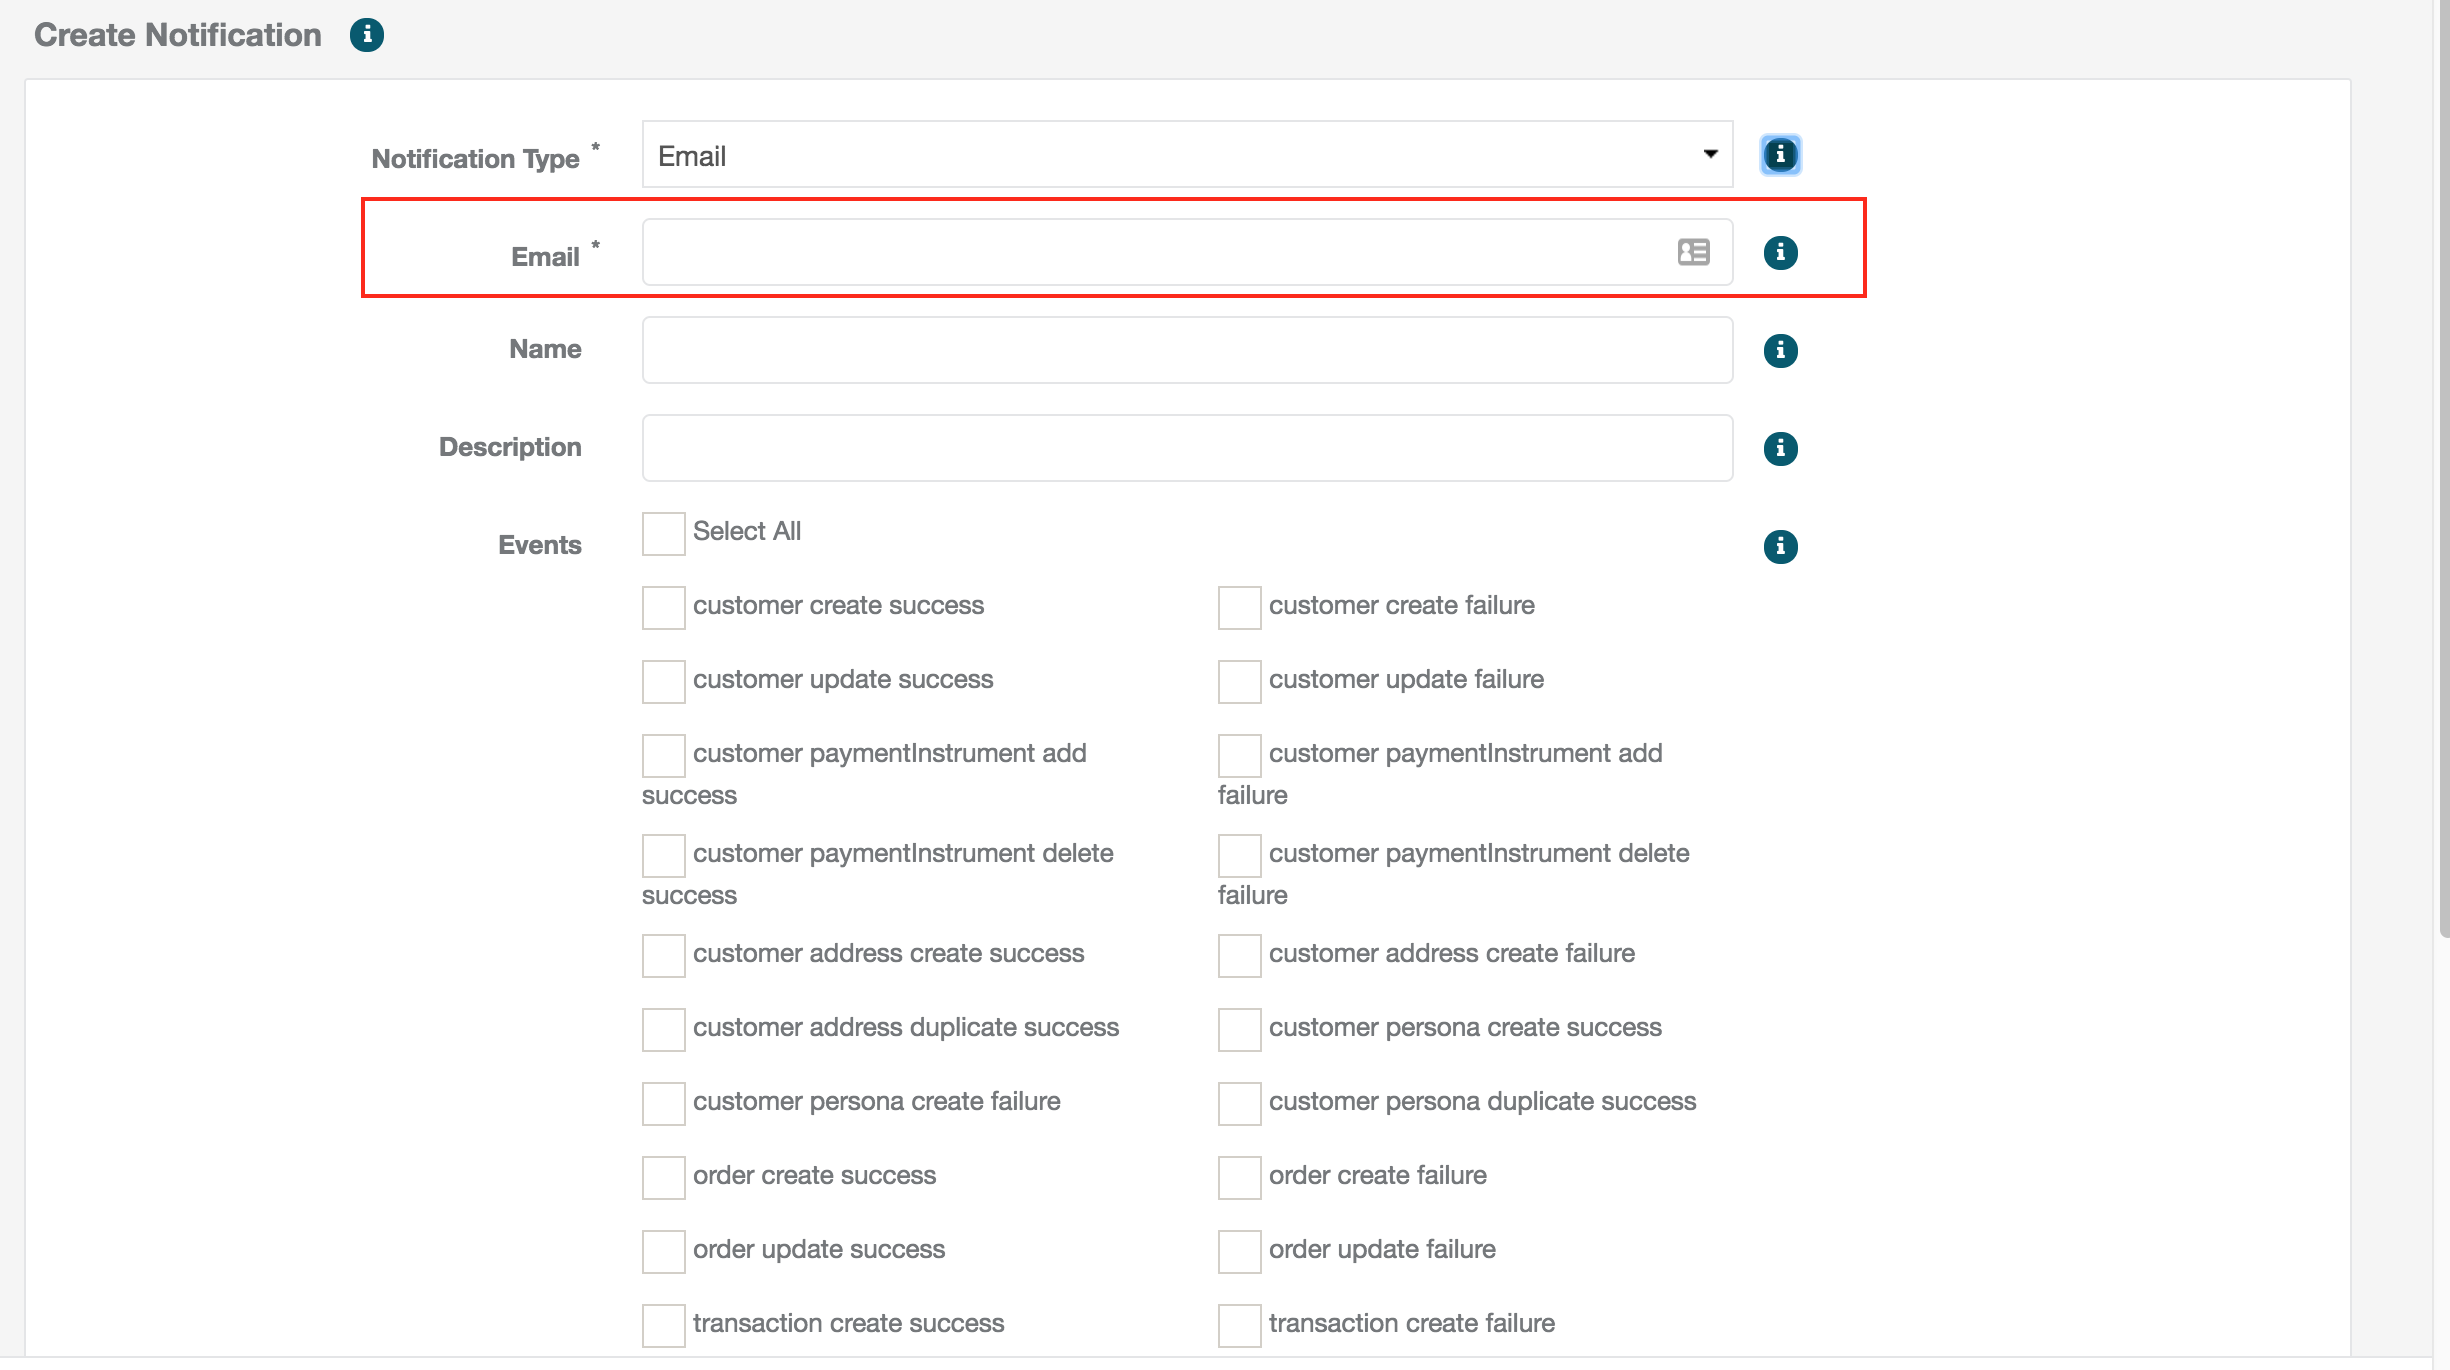 Create Notification
Notification Type *
Email
Email *
Name
Description
Events
Select All
customer create success
customer create failure
customer update success
customer update failure
customer paymentInstrument add
success
customer paymentInstrument add
failure
customer paymentInstrument delete
success
customer paymentInstrument delete
failure
customer address create success
customer address create failure
customer address duplicate success
customer persona create success
customer persona create failure
customer persona duplicate success
order create success
order create failure
order update success
order update failure
transaction create success
transaction create failure